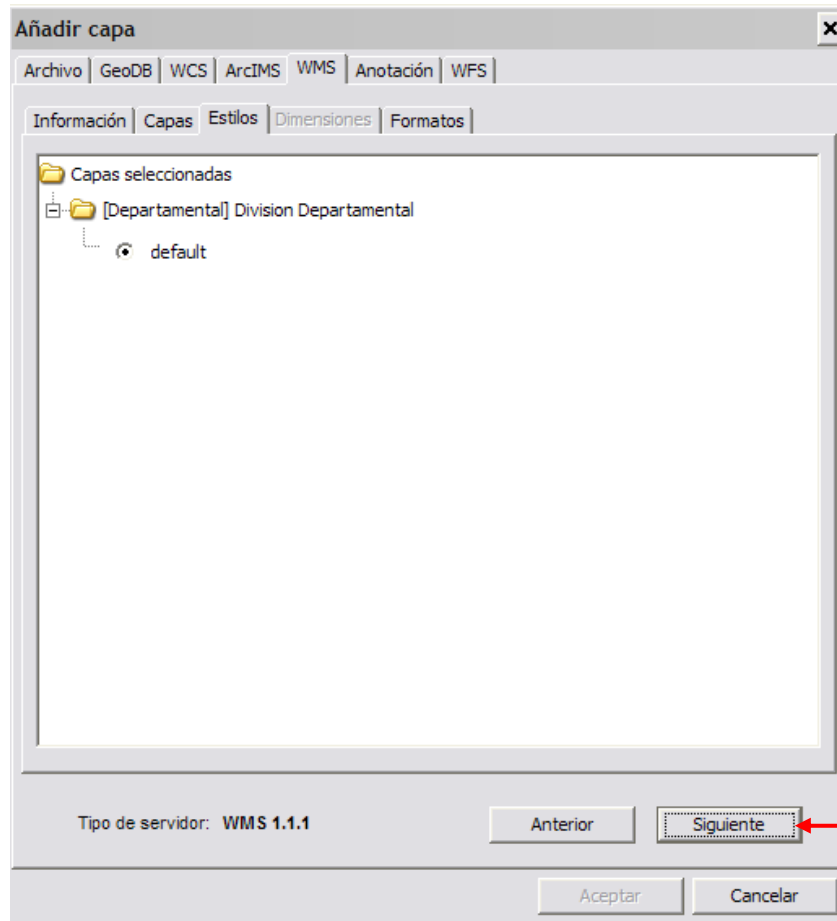 Añadir capa
Archivo GeoDB WCS ArcIMS WMS Anotación WFS
Información Capas Estilos Dimensiones Formatos
Capas seleccionadas
[Departamental] Division Departamental
default
Tipo de servidor: WMS 1.1.1 Anterior Siguiente
Aceptar Cancelar